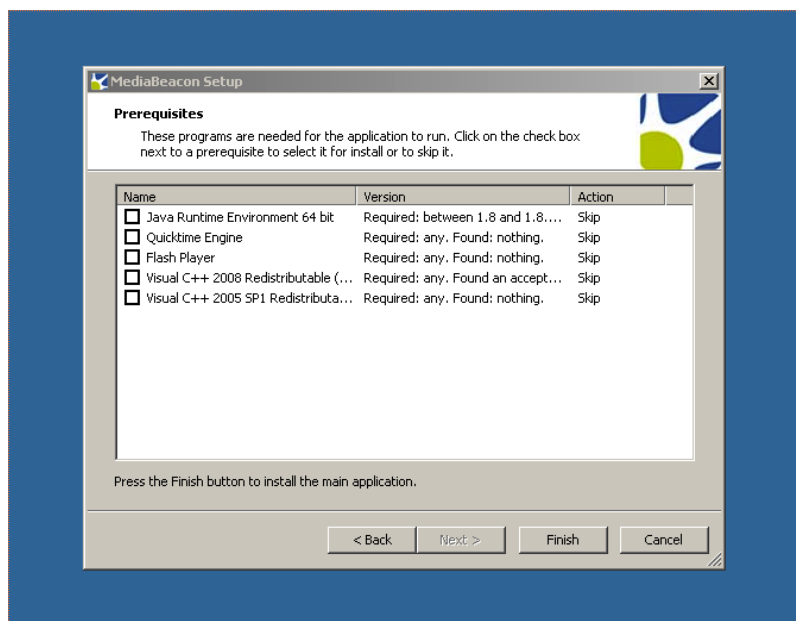 MediaBeacon Setup
Prerequisites
These programs are needed for the application to run. Click on the check box
next to a prerequisite to select it for install or to skip it.
Name Version Action
Java Runtime Environment 64 bit Required: between 1.8 and 1.8.... Skip
Quicktime Engine Required: any. Found: nothing. Skip
Flash Player Required: any. Found: nothing. Skip
Visual C++ 2008 Redistributable (... Required: any. Found an accept... Skip
Visual C++ 2005 SP1 Redistributa... Required: any. Found: nothing. Skip
Press the Finish button to install the main application.
< Back Next > Finish Cancel